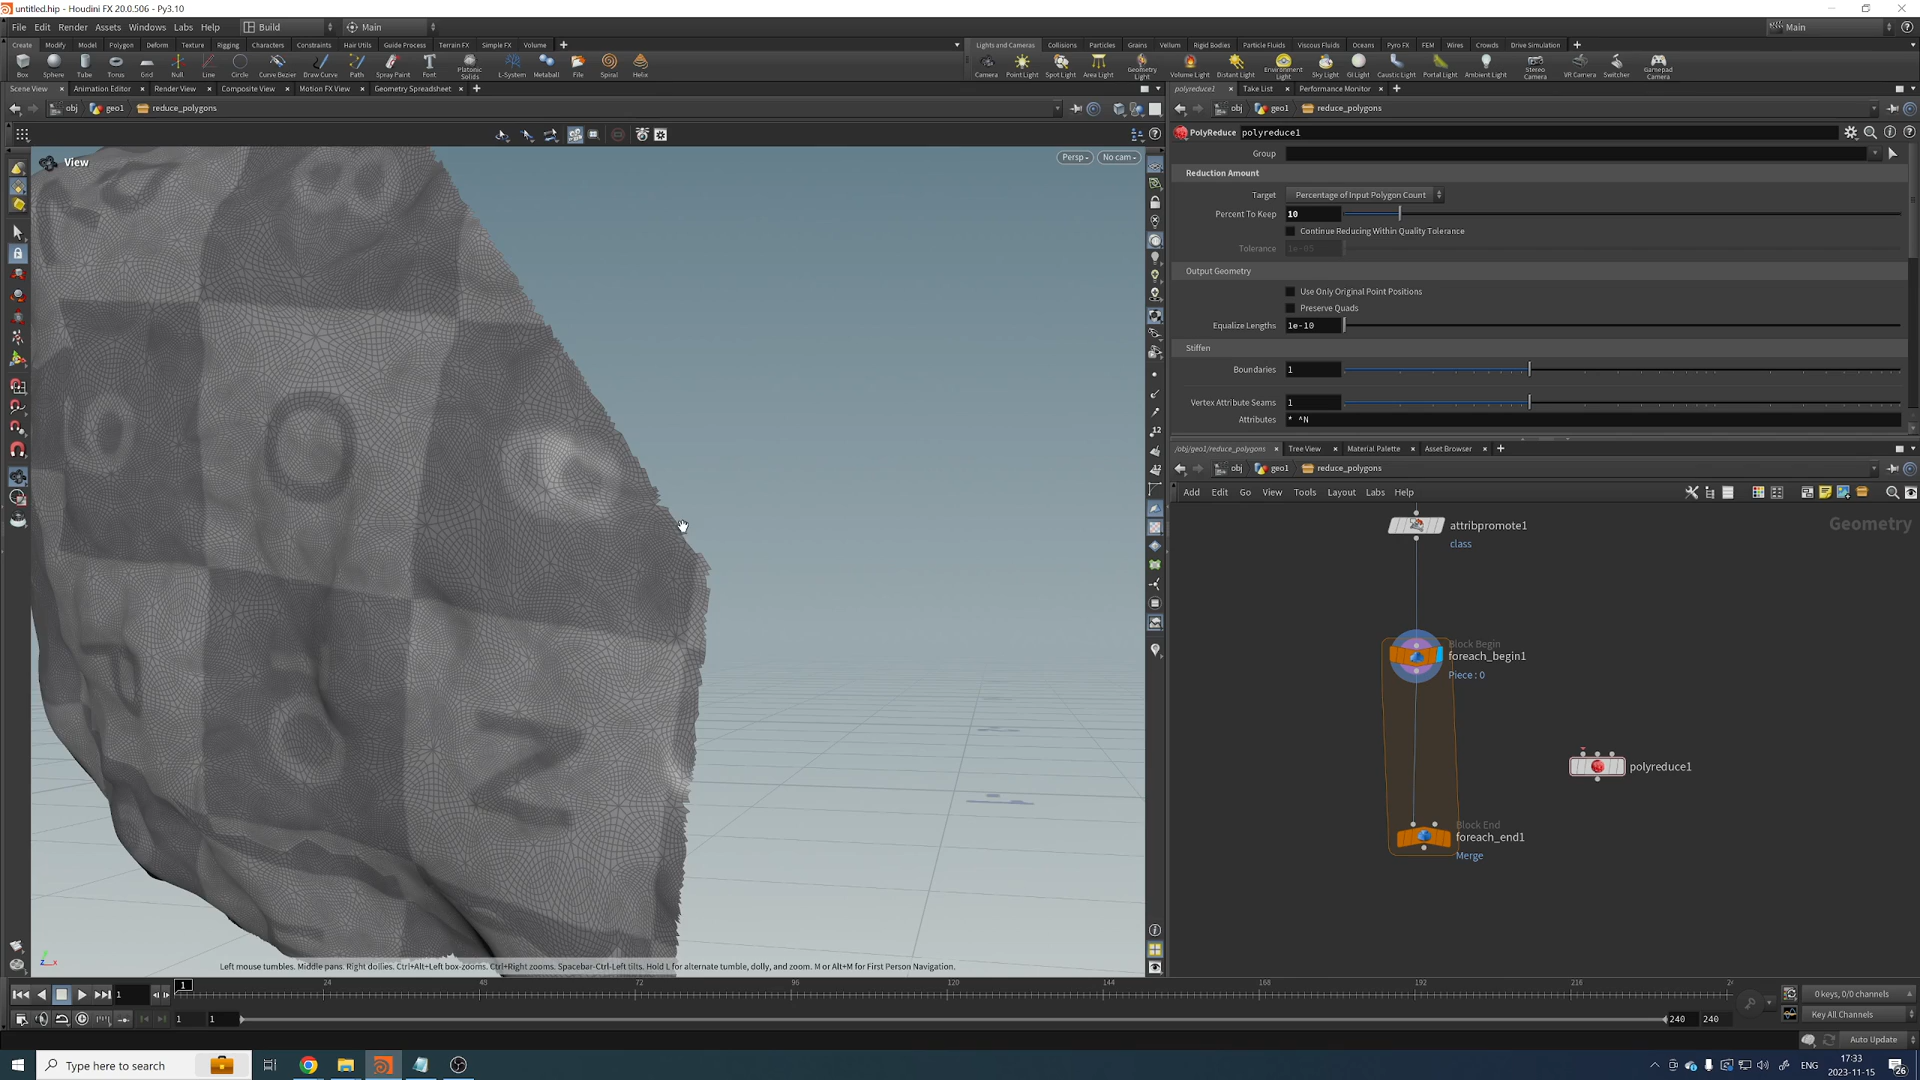 untitled.hip - Houdini FX 20.0.506 - Py3.10
File Edit Render Assets Windows Labs Help Build Main Main
Create Modify Model Polygon Deform Texture Rigging Characters Constraints Hair Utils Guide Process Terrain FX Simple FX Volume
Lights and Cameras Collisions Particles Grains Vellum Rigid Bodies Particle Fluids Viscous Fluids Oceans Pyro FX FEM Wires Crowds Drive Simulation
Box Sphere Tube Torus Grid Null Line Circle Curve Bezier Draw Curve Path Spray Paint Font Platonic Solids L-System Metaball File Spiral Helix
Camera Point Light Spot Light Area Light Geometry Light Volume Light Distant Light Environment Light Sky Light GI Light Caustic Light Portal Light Ambient Light Stereo Camera VR Camera Switcher Gamepad Camera
Scene View Animation Editor Render View Composite View Motion FX View Geometry Spreadsheet
polyreduce1 Take List Performance Monitor
obj geo1 reduce_polygons
obj geo1 reduce_polygons
PolyReduce polyreduce1
View
Persp No cam
Group
Reduction Amount
Target Percentage of Input Polygon Count
Percent To Keep 10
Continue Reducing Within Quality Tolerance
Tolerance 1e-05
Output Geometry
Use Only Original Point Positions
Preserve Quads
Equalize Lengths 1e-10
Stiffen
Boundaries 1
Vertex Attribute Seams 1
Attributes * ^N
/obj/geo1/reduce_polygons Tree View Material Palette Asset Browser
obj geo1 reduce_polygons
Add Edit Go View Tools Layout Labs Help
Geometry
attribpromote1
class
Block Begin
foreach_begin1
Piece : 0
polyreduce1
Block End
foreach_end1
Merge
Left mouse tumbles. Middle pans. Right dollies. Ctrl+Alt+Left box-zooms. Ctrl+Right zooms. Spacebar-Ctrl-Left tilts. Hold L for alternate tumble, dolly, and zoom. M or Alt+M for First Person Navigation.
1 1 24 48 72 96 120 144 168 192 216
0 keys, 0/0 channels
1 1 240 240
Key All Channels
Auto Update
Type here to search
ENG
17:33
2023-11-15
26